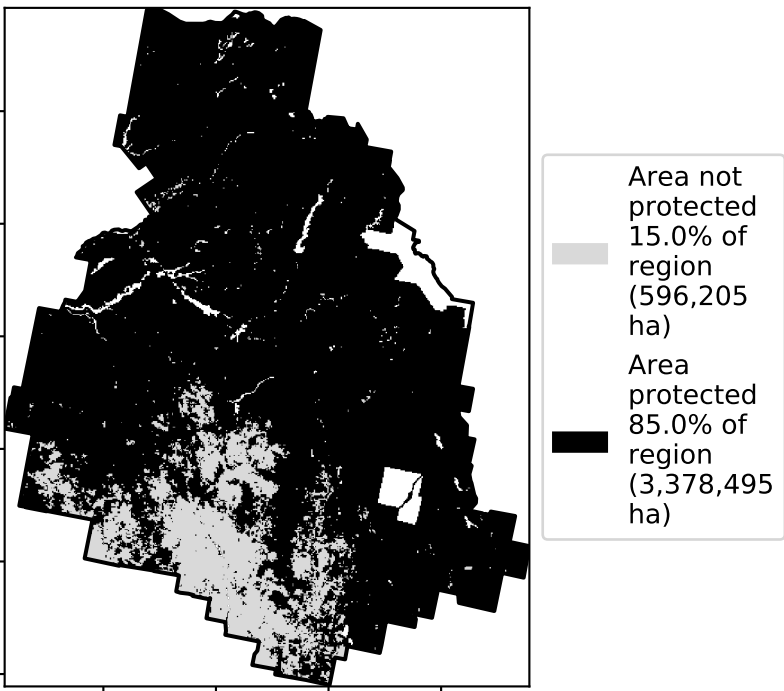 Area not
protected
15.0% of
region
(596,205
ha)
Area
protected
85.0% of
region
(3,378,495
ha)